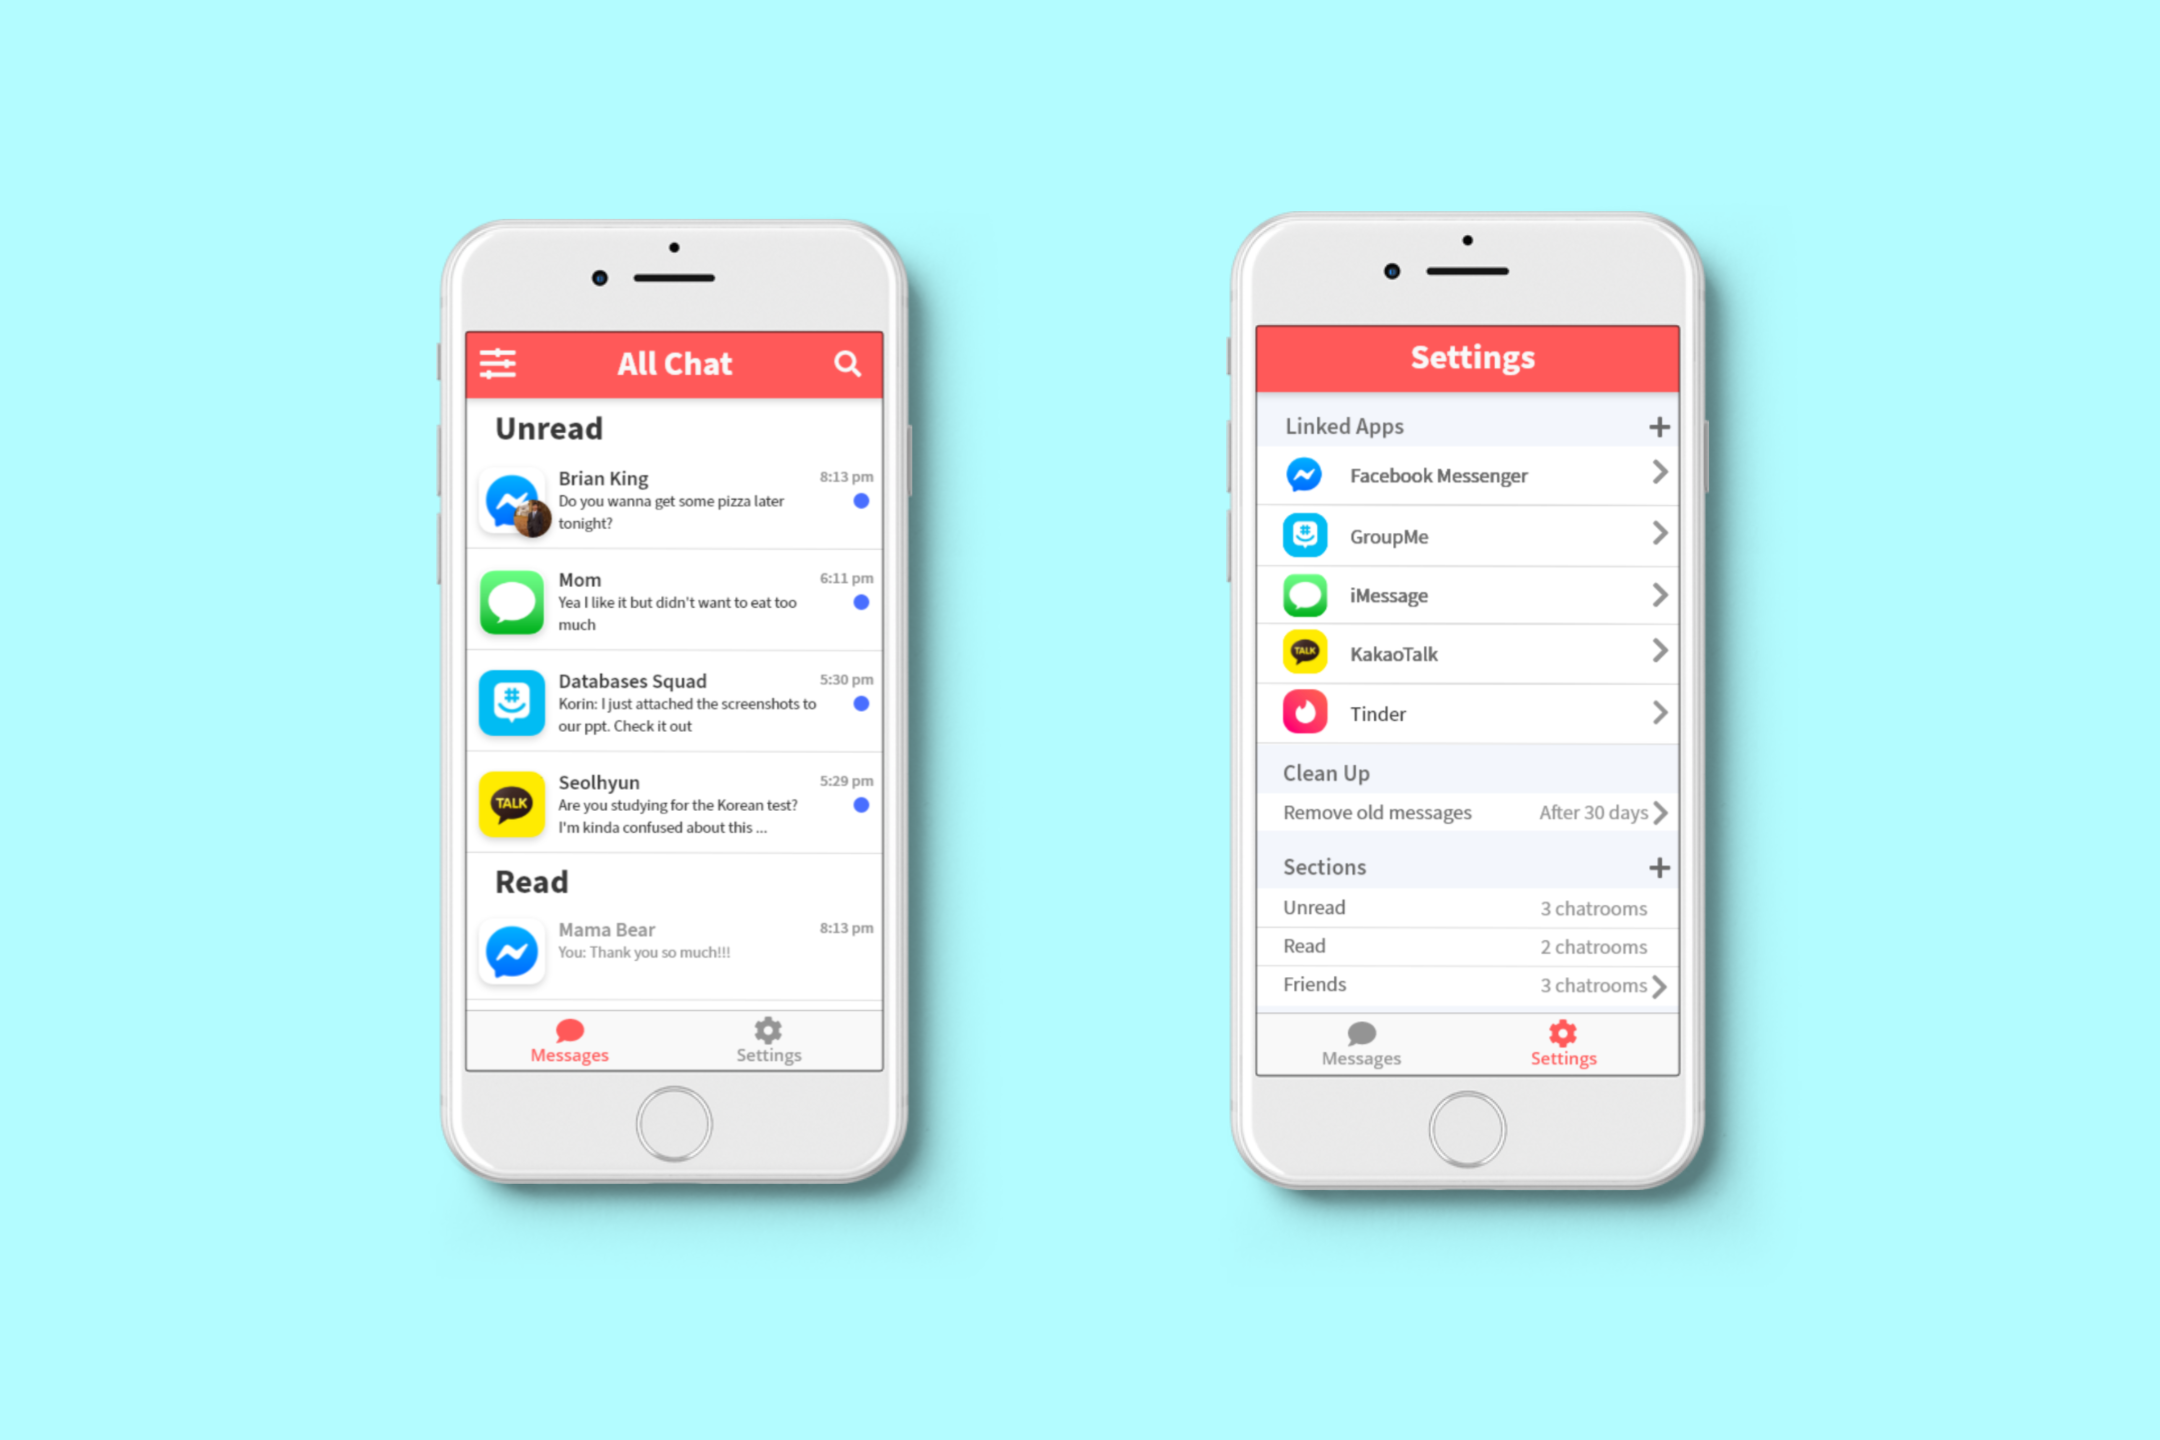 All Chat
Unread
Brian King
8:13 pm
Do you wanna get some pizza later
tonight?
Mom
6:11 pm
Yea I like it but didn't want to eat too
much
Databases Squad
5:30 pm
Korin: I just attached the screenshots to
our ppt. Check it out
TALK
Seolhyun
5:29 pm
Are you studying for the Korean test?
I'm kinda confused about this ...
Read
Mama Bear
8:13 pm
You: Thank you so much!!!
Messages
Settings
Settings
Linked Apps
Facebook Messenger
GroupMe
iMessage
TALK
KakaoTalk
Tinder
Clean Up
Remove old messages
After 30 days
Sections
Unread
3 chatrooms
Read
2 chatrooms
Friends
3 chatrooms
Messages
Settings